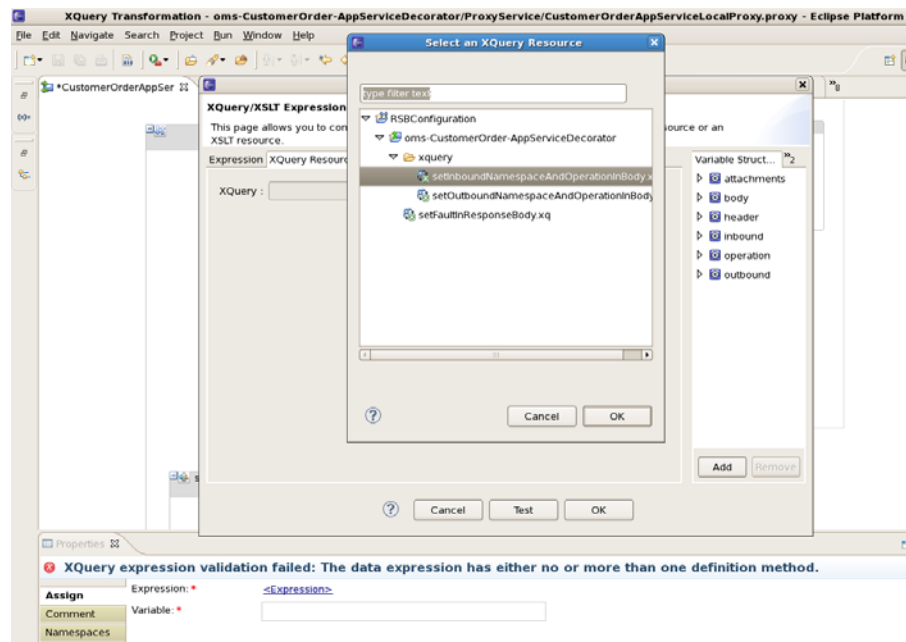 XQuery Transformation - oms-CustomerOrder-AppServiceDecorator/ProxyService/CustomerOrderAppServiceLocalProxy.proxy - Eclipse Platform
File Edit Navigate Search Project Run Window Help
Select an XQuery Resource
*CustomerOrderAppSer
type filter text
XQuery/XSLT Expression
This page allows you to con
source or an
XSLT resource.
Expression XQuery Resourc
XQuery :
RSBConfiguration
oms-CustomerOrder-AppServiceDecorator
xquery
setInboundNamespaceAndOperationInBody.x
setOutboundNamespaceAndOperationInBody
setFaultInResponseBody.xq
Variable Struct... »2
attachments
body
header
inbound
operation
outbound
Cancel OK
Add Remove
Cancel Test OK
Properties
XQuery expression validation failed: The data expression has either no or more than one definition method.
Assign
Expression: * <Expression>
Comment
Variable: *
Namespaces